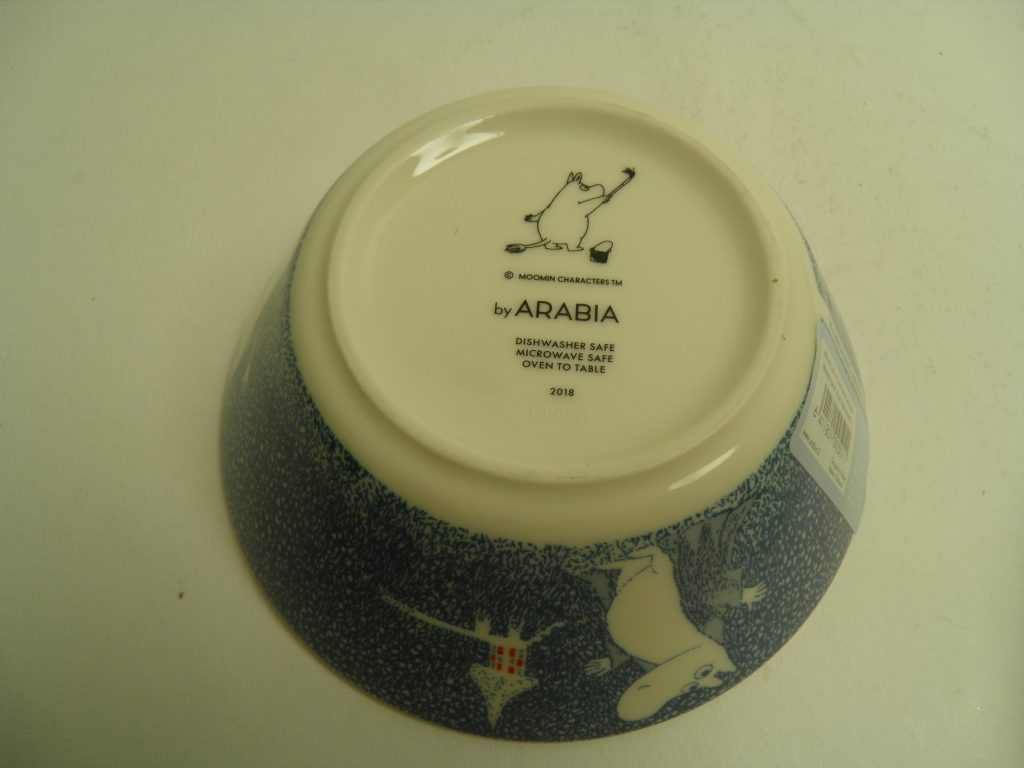 © MOOMIN CHARACTERS TM
by ARABIA
DISHWASHER SAFE
MICROWAVE SAFE
OVEN TO TABLE
2018